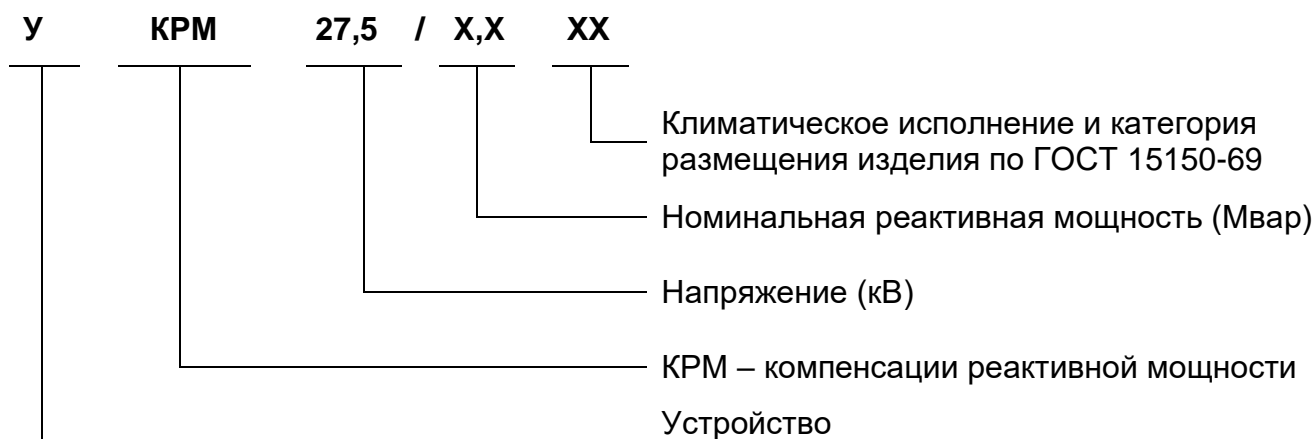 У КРМ 27,5 / Х,Х ХХ
Климатическое исполнение и категория
размещения изделия по ГОСТ 15150-69
Номинальная реактивная мощность (Мвар)
Напряжение (кВ)
КРМ – компенсации реактивной мощности
Устройство